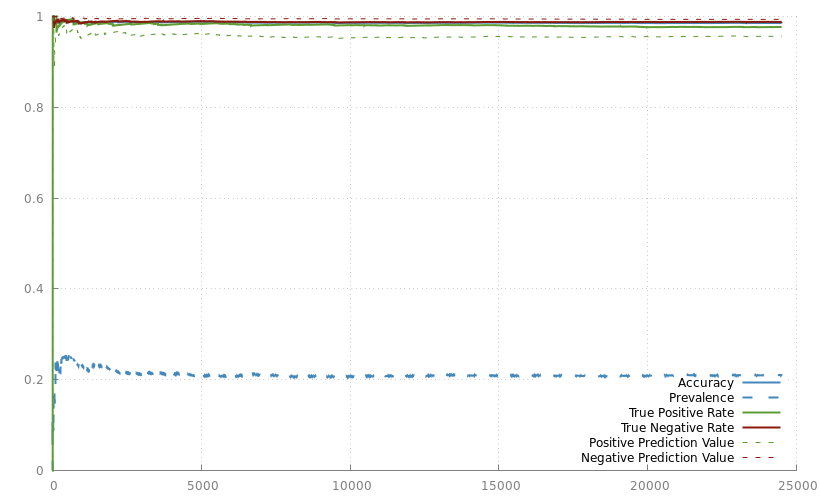 1
0.8
0.6
0.4
0.2
0
Accuracy
Prevalence
True Positive Rate
True Negative Rate
Positive Prediction Value
Negative Prediction Value
0 5000 10000 15000 20000 25000